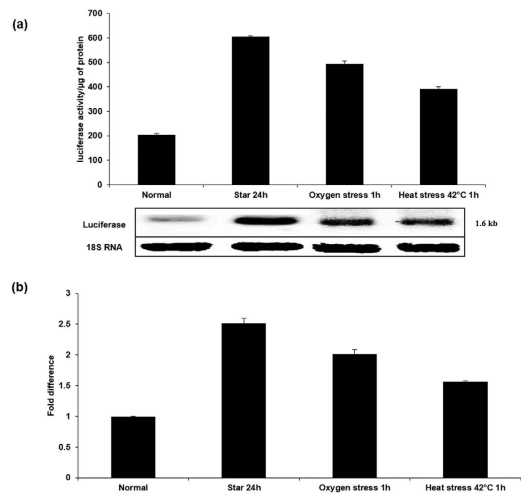 (a)
luciferase activity/µg of protein
700
600
500
400
300
200
100
0
Normal Star 24h Oxygen stress 1h Heat stress 42°C 1h
Luciferase 1.6 kb
18S RNA
(b)
Fold difference
3
2.5
2
1.5
1
0.5
0
Normal Star 24h Oxygen stress 1h Heat stress 42°C 1h